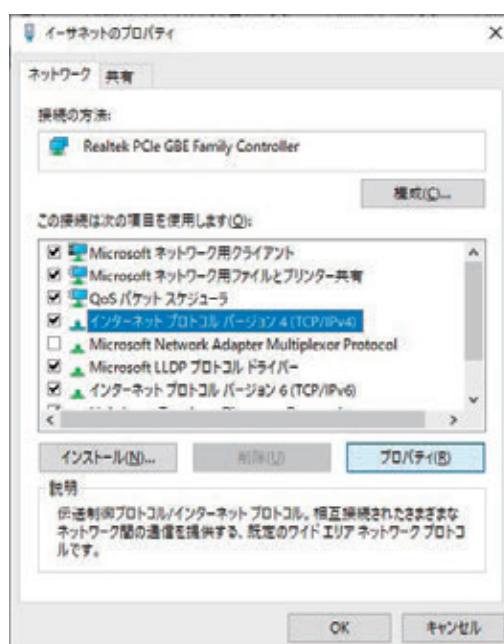 イーサネットのプロパティ
ネットワーク 共有
接続の方法:
Realtek PCIe GBE Family Controller
構成(C)...
この接続は次の項目を使用します(O):
Microsoft ネットワーク用クライアント
Microsoft ネットワーク用ファイルとプリンター共有
QoS パケット スケジューラ
インターネット プロトコル バージョン 4 (TCP/IPv4)
Microsoft Network Adapter Multiplexor Protocol
Microsoft LLDP プロトコル ドライバー
インターネット プロトコル バージョン 6 (TCP/IPv6)
インストール(N)... 削除(U) プロパティ(R)
説明
伝送制御プロトコル/インターネット プロトコル。相互接続されたさまざまな
ネットワーク間の通信を提供する、既定のワイド エリア ネットワーク プロトコ
ルです。
OK キャンセル